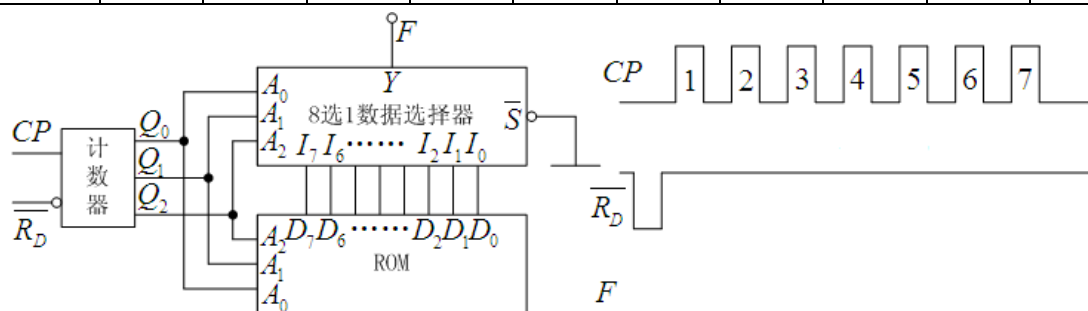 F
Y
A₀
A₁
A₂
8选1数据选择器
S̅
I₇ I₆ …… I₂ I₁ I₀
CP
计数器
R̅_D̅
Q₀
Q₁
Q₂
D₇ D₆ …… D₂ D₁ D₀
A₂
A₁
A₀
ROM
CP 1 2 3 4 5 6 7
R̅_D̅
F